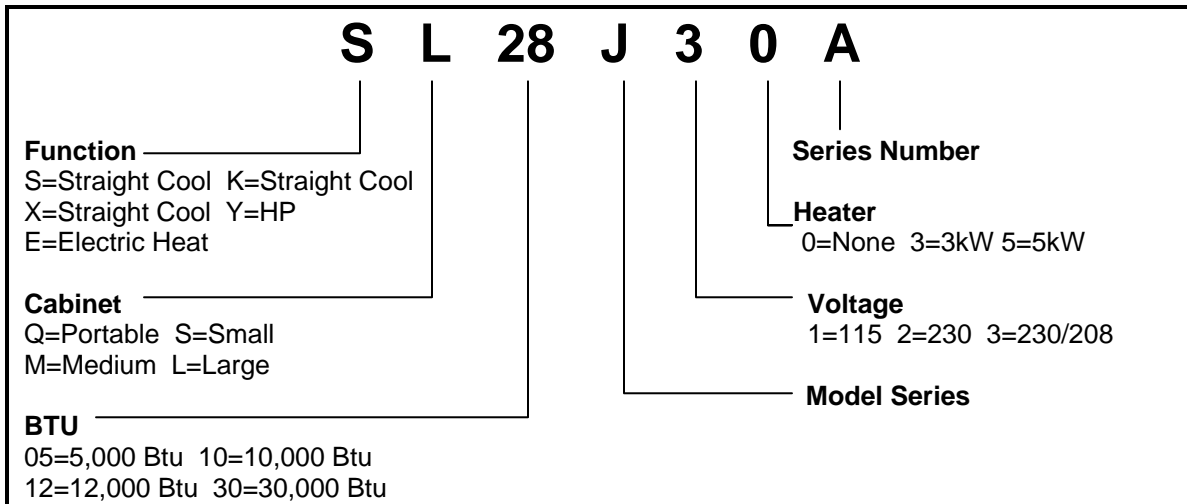 S L 28 J 3 0 A
Function
S=Straight Cool K=Straight Cool
X=Straight Cool Y=HP
E=Electric Heat
Cabinet
Q=Portable S=Small
M=Medium L=Large
BTU
05=5,000 Btu 10=10,000 Btu
12=12,000 Btu 30=30,000 Btu
Series Number
Heater
0=None 3=3kW 5=5kW
Voltage
1=115 2=230 3=230/208
Model Series